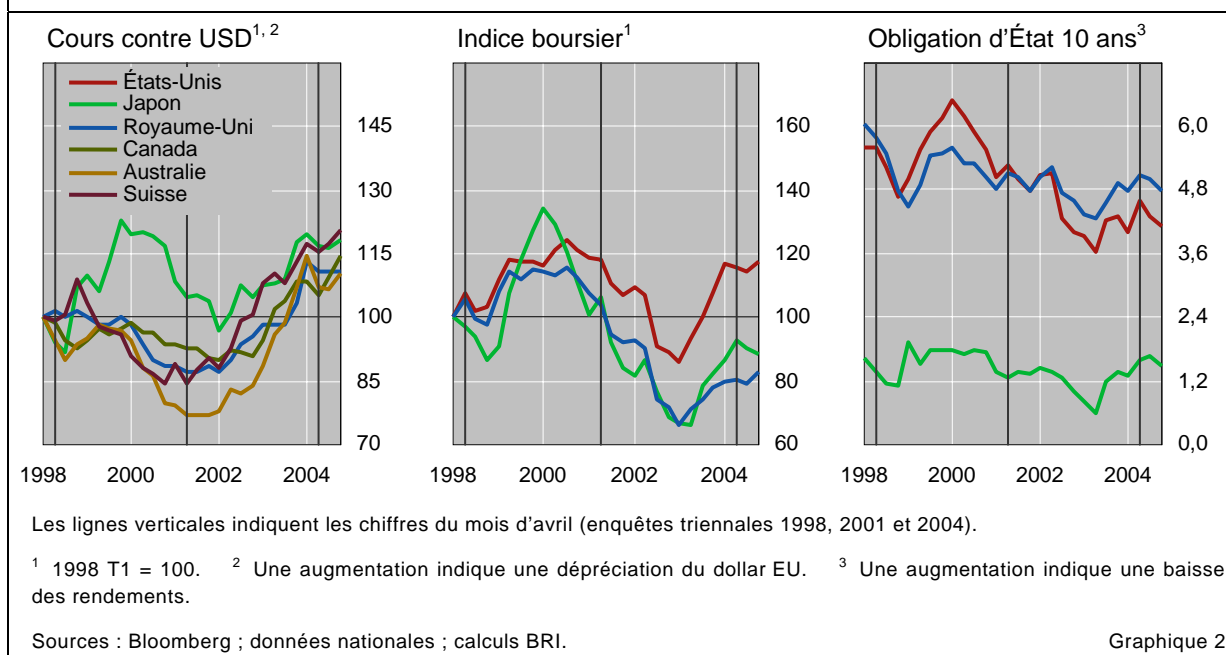 Cours contre USD1, 2
Indice boursier1
Obligation d'État 10 ans3
États-Unis
Japon
Royaume-Uni
Canada
Australie
Suisse
145
130
115
100
85
70
160
140
120
100
80
60
6,0
4,8
3,6
2,4
1,2
0,0
1998 2000 2002 2004
1998 2000 2002 2004
1998 2000 2002 2004
Les lignes verticales indiquent les chiffres du mois d'avril (enquêtes triennales 1998, 2001 et 2004).
1 1998 T1 = 100. 2 Une augmentation indique une dépréciation du dollar EU. 3 Une augmentation indique une baisse
des rendements.
Sources : Bloomberg ; données nationales ; calculs BRI.
Graphique 2